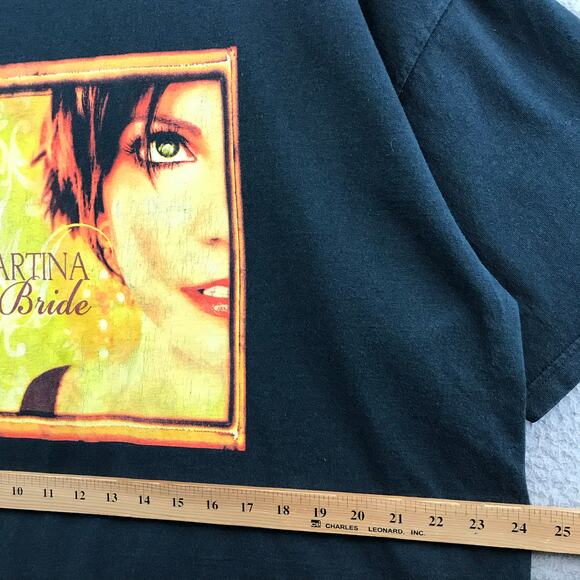 ARTINA
Bride
10 11 12 13 14 15 16 17 18 19 20 21 22 23 24 25
CHARLES LEONARD, INC.